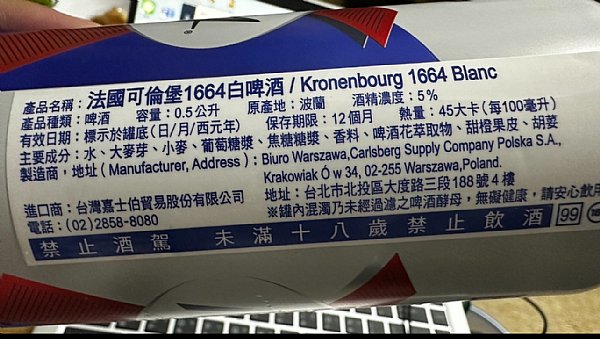 產品名稱：法國可倫堡1664白啤酒 / Kronenbourg 1664 Blanc
產品種類：啤酒 容量：0.5公升 原產地：波蘭 酒精濃度：5%
有效日期：標示於罐底(日/月/西元年) 保存期限：12個月 熱量：45大卡(每100毫升)
主要成分：水、大麥芽、小麥、葡萄糖漿、焦糖糖漿、香料、啤酒花萃取物、甜橙果皮、胡荽
製造商，地址(Manufacturer, Address)：Biuro Warszawa,Carlsberg Supply Company Polska S.A.,
Krakowiak Ó w 34, 02-255 Warszawa,Poland.
進口商：台灣嘉士伯貿易股份有限公司 地址：台北市北投區大度路三段188號4樓
電話：(02)2858-8080 ※罐內混濁乃未經過濾之啤酒酵母，無礙健康，請安心飲用
禁止酒駕 未滿十八歲禁止飲酒 99